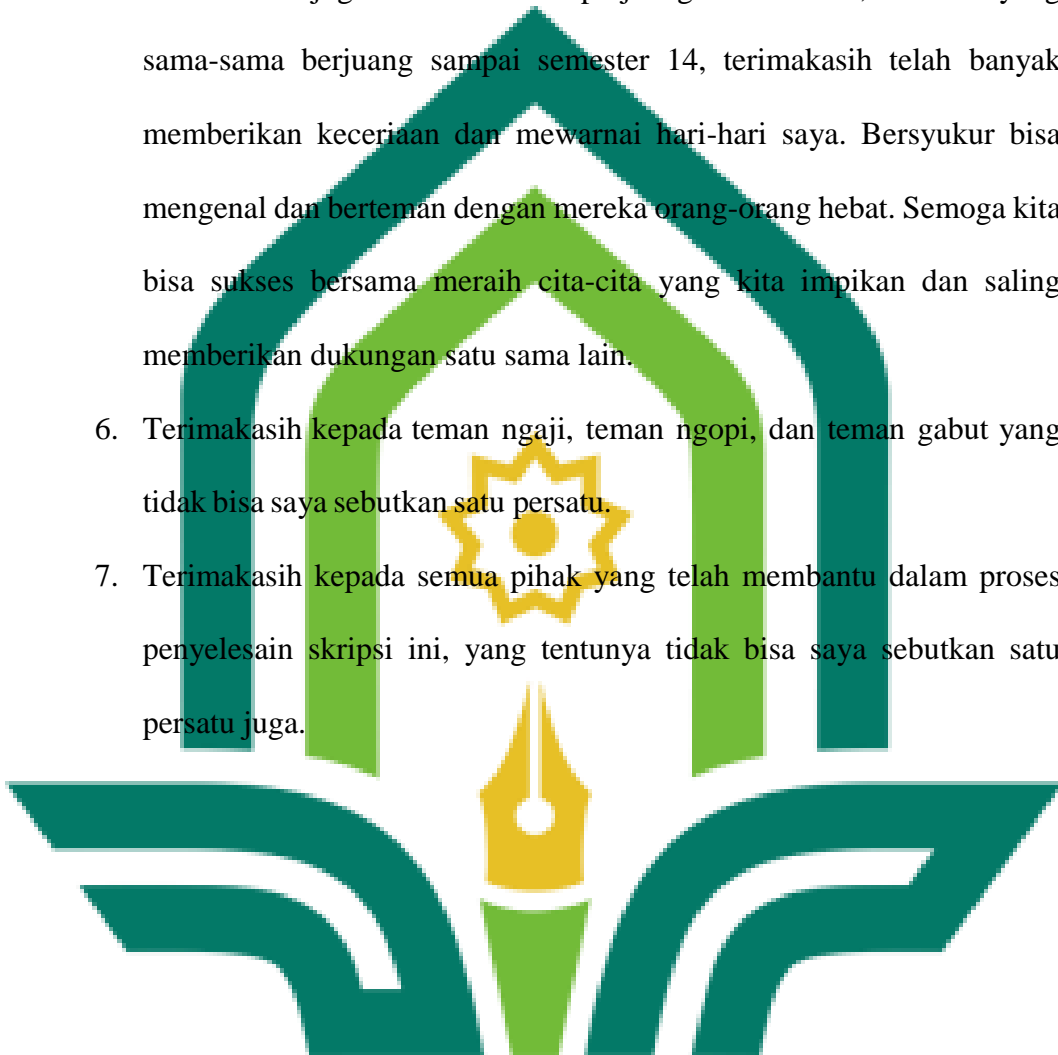 sama-sama berjuang sampai semester 14, terimakasih telah banyak
memberikan keceriaan dan mewarnai hari-hari saya. Bersyukur bisa
mengenal dan berteman dengan mereka orang-orang hebat. Semoga kita
bisa sukses bersama meraih cita-cita yang kita impikan dan saling
memberikan dukungan satu sama lain.
6. Terimakasih kepada teman ngaji, teman ngopi, dan teman gabut yang
tidak bisa saya sebutkan satu persatu.
7. Terimakasih kepada semua pihak yang telah membantu dalam proses
penyelesain skripsi ini, yang tentunya tidak bisa saya sebutkan satu
persatu juga.